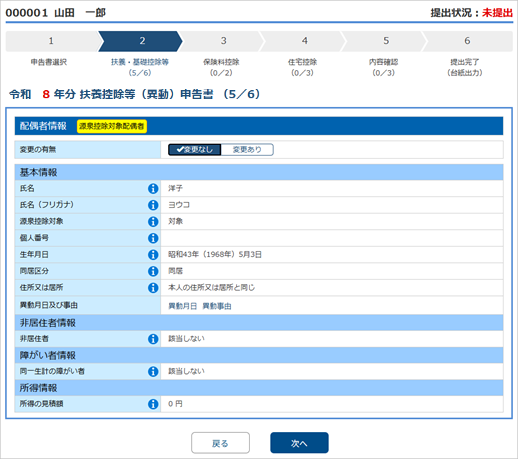 000001 山田　一郎
提出状況：未提出
1 2 3 4 5 6
申告書選択
扶養・基礎控除等
（5／6）
保険料控除
（0／2）
住宅控除
（0／3）
内容確認
（0／3）
提出完了
（台紙出力）
令和 8 年分 扶養控除等（異動）申告書 （5／6）
配偶者情報 源泉控除対象配偶者
変更の有無 ✔変更なし 変更あり
基本情報
氏名 洋子
氏名（フリガナ） ヨウコ
源泉控除対象 対象
個人番号
生年月日 昭和43年（1968年）5月3日
同居区分 同居
住所又は居所 本人の住所又は居所と同じ
異動月日及び事由 異動月日 異動事由
非居住者情報
非居住者 該当しない
障がい者情報
同一生計の障がい者 該当しない
所得情報
所得の見積額 0 円
戻る 次へ